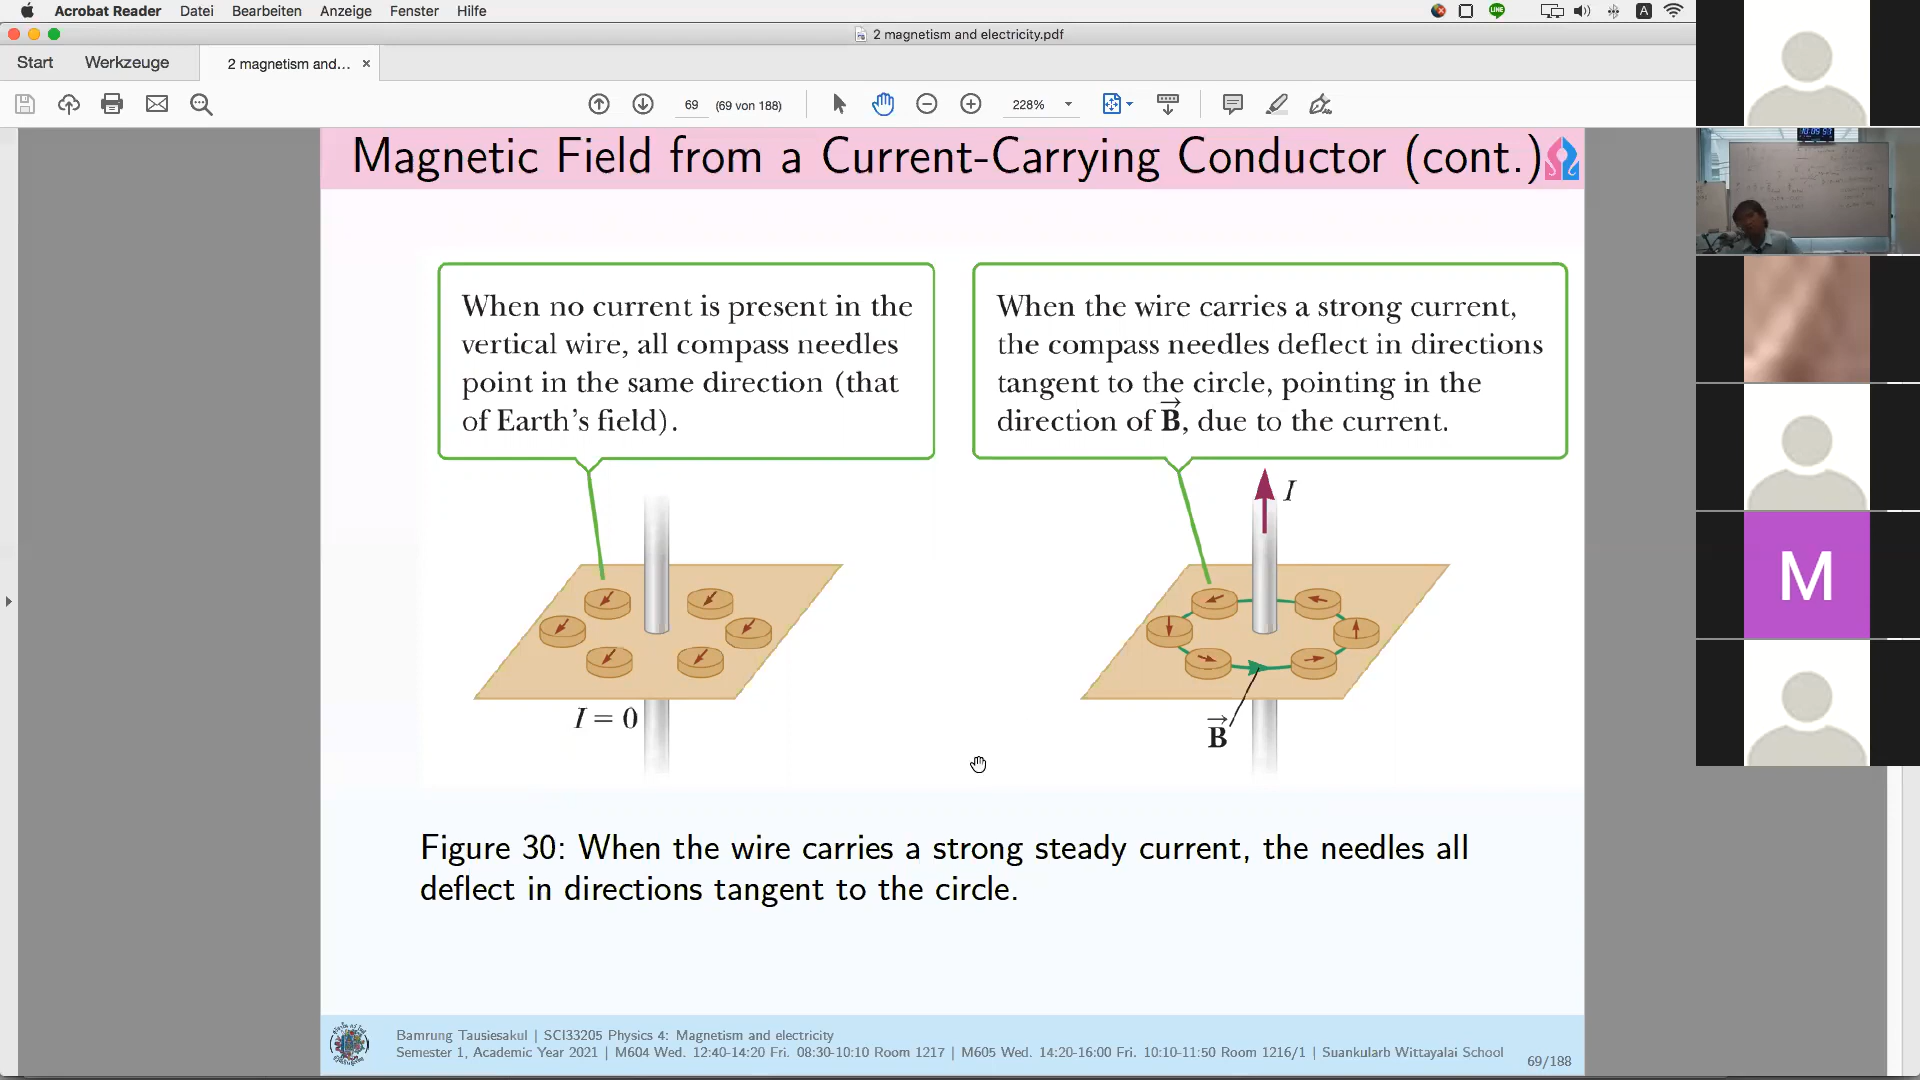 Acrobat Reader Datei Bearbeiten Anzeige Fenster Hilfe
LINE A
2 magnetism and electricity.pdf
Start Werkzeuge 2 magnetism and... ×
69 (69 von 188) 228%
Magnetic Field from a Current-Carrying Conductor (cont.)
When no current is present in the
vertical wire, all compass needles
point in the same direction (that
of Earth's field).
When the wire carries a strong current,
the compass needles deflect in directions
tangent to the circle, pointing in the
direction of B⃗, due to the current.
I
I = 0
B⃗
Figure 30: When the wire carries a strong steady current, the needles all
deflect in directions tangent to the circle.
Bamrung Tausiesakul | SCI33205 Physics 4: Magnetism and electricity
Semester 1, Academic Year 2021 | M604 Wed. 12:40-14:20 Fri. 08:30-10:10 Room 1217 | M605 Wed. 14:20-16:00 Fri. 10:10-11:50 Room 1216/1 | Suankularb Wittayalai School
69/188
M